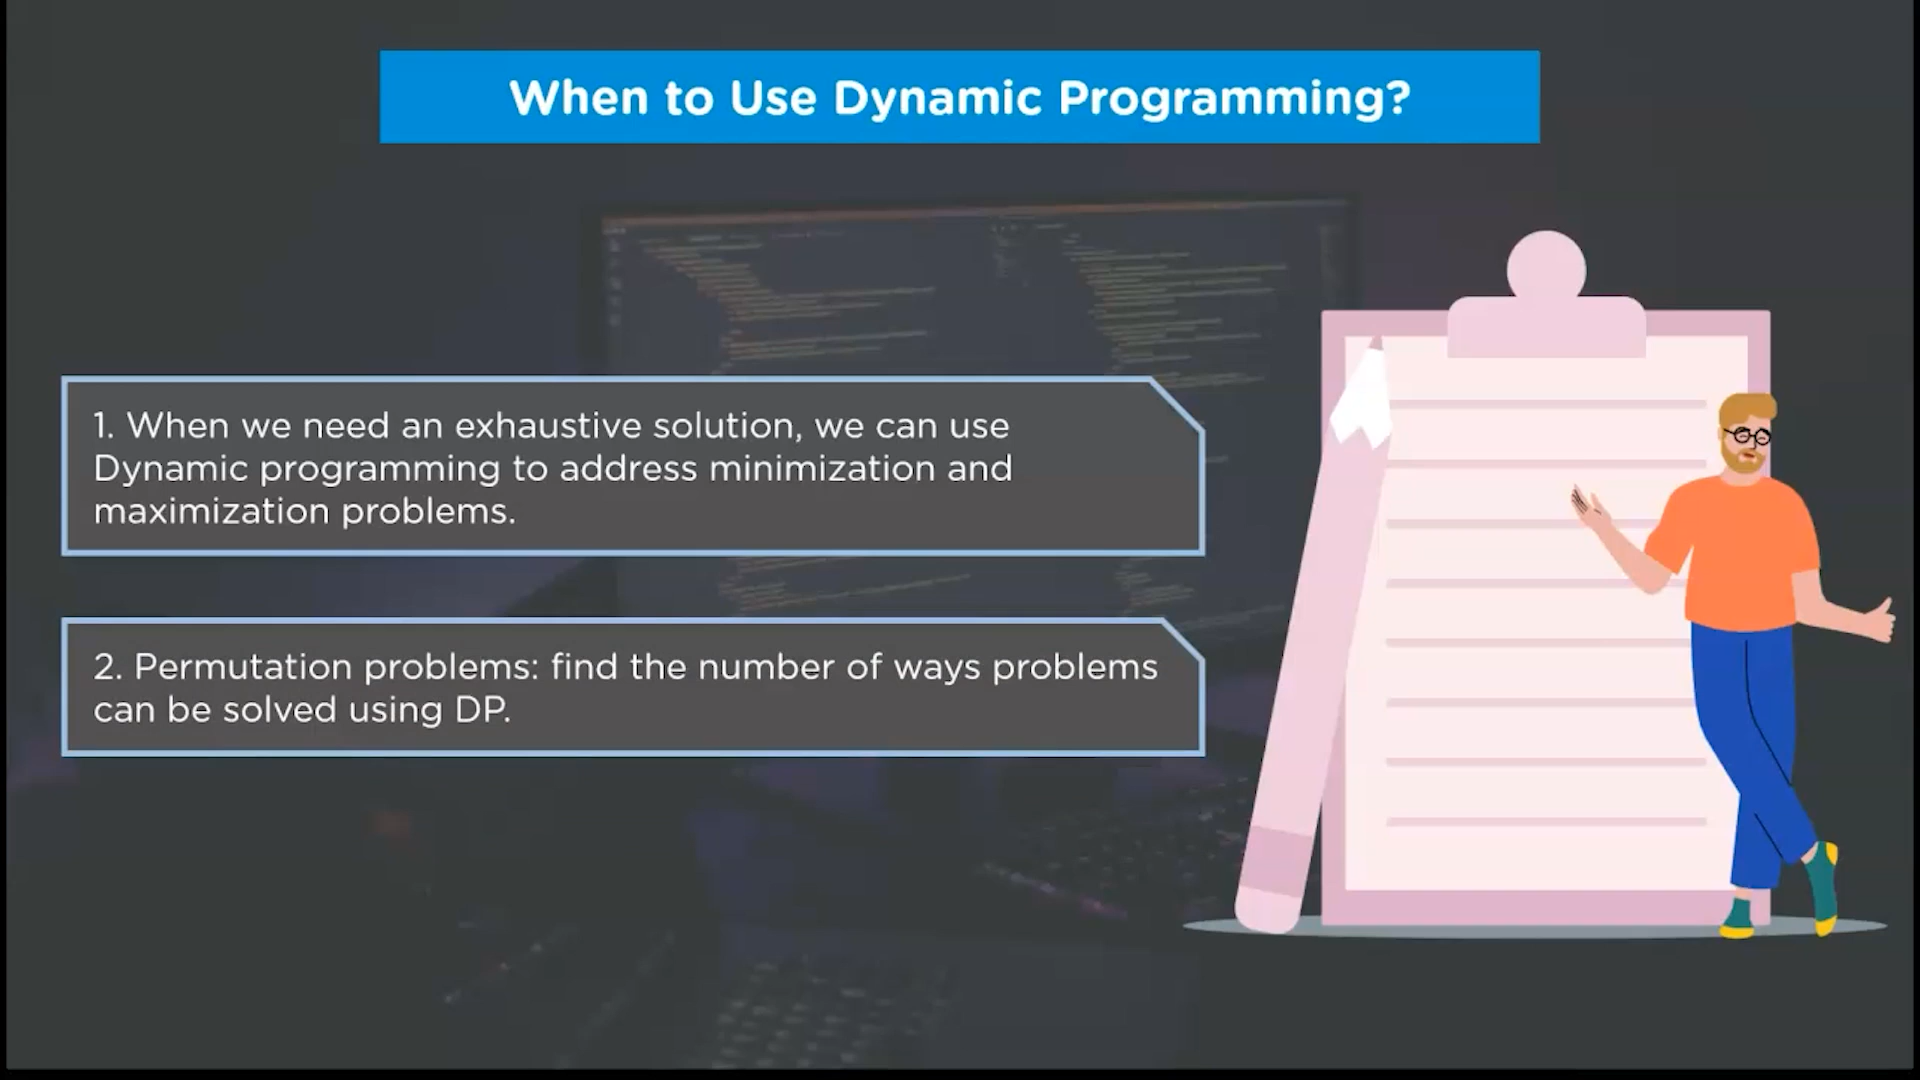 When to Use Dynamic Programming?
1. When we need an exhaustive solution, we can use
Dynamic programming to address minimization and
maximization problems.
2. Permutation problems: find the number of ways problems
can be solved using DP.